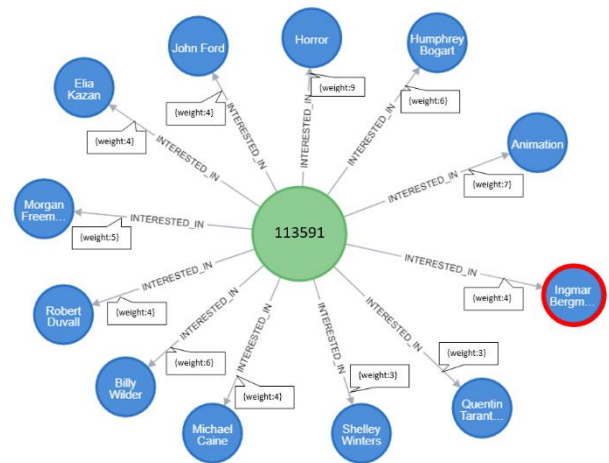 John Ford
Horror
Humphrey
Bogart
Elia
Kazan
Animation
Morgan
Freem...
Ingmar
Bergm...
Robert
Duvall
Billy
Wilder
Michael
Caine
Shelley
Winters
Quentin
Tarant...
113591
INTERESTED_IN
{weight:4}
INTERESTED_IN
{weight:9
INTERESTED_IN
{weight:6}
INTERESTED_IN
{weight:4}
INTERESTED_IN
{weight:7}
INTERESTED_IN
{weight:5}
INTERESTED_IN
{weight:4}
INTERESTED_IN
{weight:4}
INTERESTED_IN
{weight:6}
INTERESTED_IN
{weight:4}
INTERESTED_IN
{weight:3}
INTERESTED_IN
{weight:3}